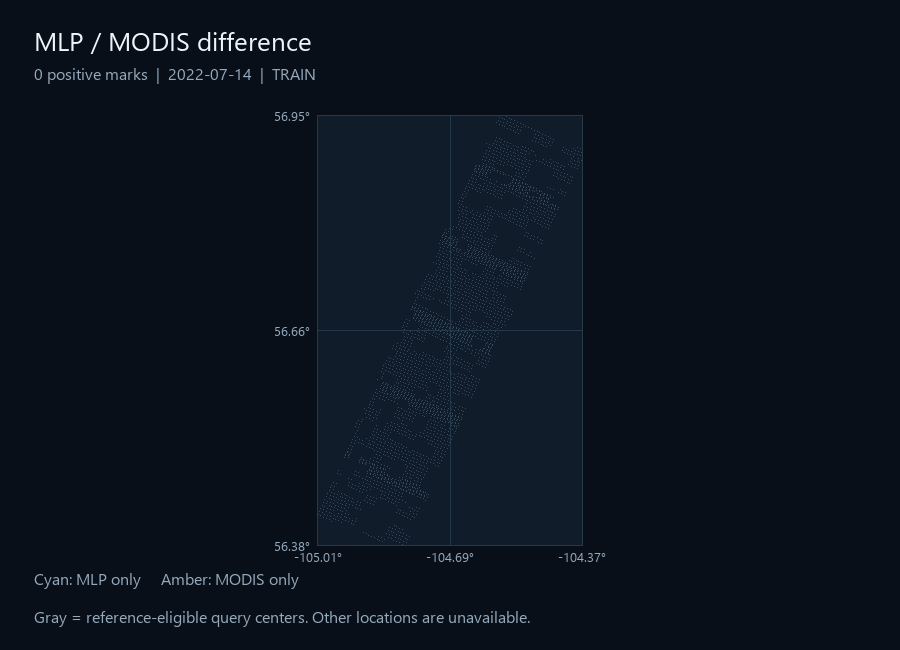 MLP / MODIS difference
0 positive marks | 2022-07-14 | TRAIN
56.95°
56.66°
56.38°
-105.01° -104.69° -104.37°
Cyan: MLP only Amber: MODIS only
Gray = reference-eligible query centers. Other locations are unavailable.